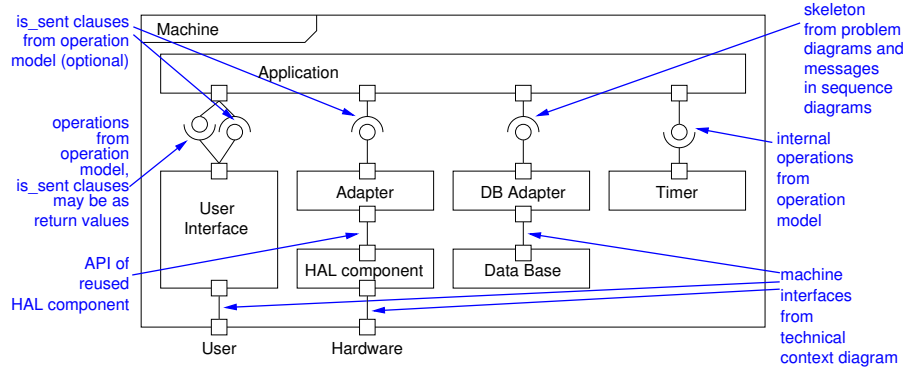 is_sent clauses
from operation
model (optional)
Machine
skeleton
from problem
diagrams and
messages
in sequence
diagrams
Application
operations
from
operation
model,
is_sent clauses
may be as
return values
internal
operations
from
operation
model
User
Interface
Adapter
DB Adapter
Timer
API of
reused
HAL component
HAL component
Data Base
machine
interfaces
from
technical
context diagram
User
Hardware